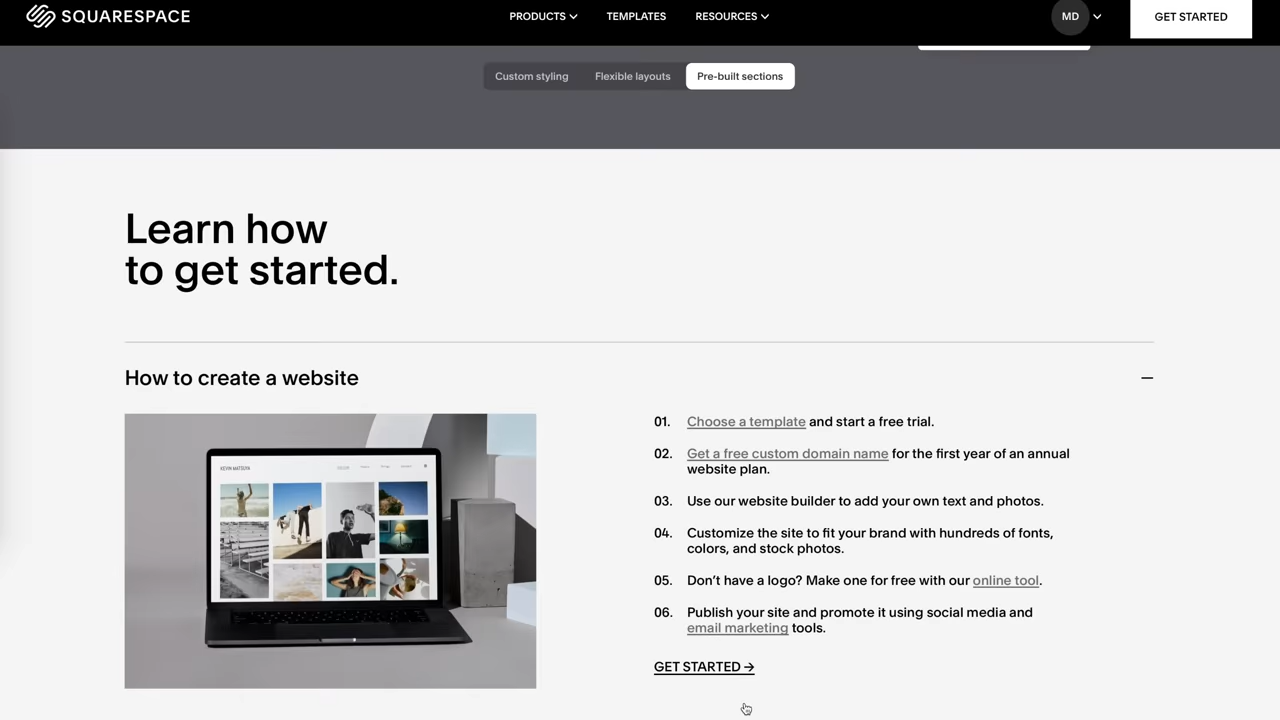 SQUARESPACE
PRODUCTS
TEMPLATES
RESOURCES
MD
GET STARTED
Custom styling
Flexible layouts
Pre-built sections
Learn how
to get started.
How to create a website
KEVIN MATSUYA
01. Choose a template and start a free trial.
02. Get a free custom domain name for the first year of an annual
website plan.
03. Use our website builder to add your own text and photos.
04. Customize the site to fit your brand with hundreds of fonts,
colors, and stock photos.
05. Don’t have a logo? Make one for free with our online tool.
06. Publish your site and promote it using social media and
email marketing tools.
GET STARTED →